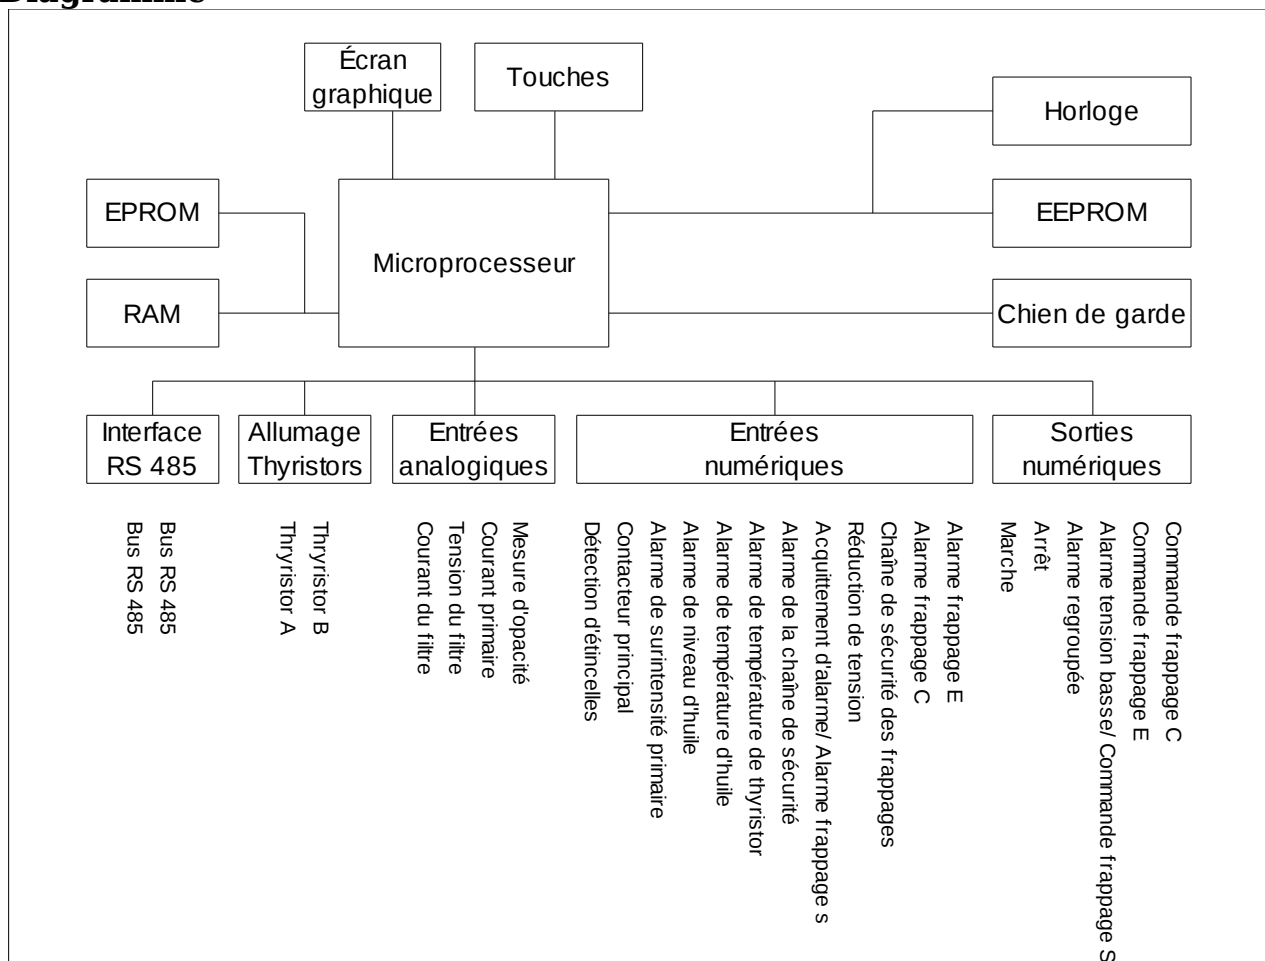 Diagramme
Écran
graphique
Touches
Horloge
EPROM
EEPROM
Microprocesseur
RAM
Chien de garde
Interface
RS 485
Allumage
Thyristors
Entrées
analogiques
Entrées
numériques
Sorties
numériques
Bus RS 485
Bus RS 485
Thryristor A
Thryristor B
Courant du filtre
Tension du filtre
Courant primaire
Mesure d'opacité
Détection d'étincelles
Contacteur principal
Alarme de surintensité primaire
Alarme de niveau d'huile
Alarme de température d'huile
Alarme de température de thyristor
Alarme de la chaîne de sécurité
Acquittement d'alarme/ Alarme frappage s
Réduction de tension
Chaîne de sécurité des frappages
Alarme frappage C
Alarme frappage E
Marche
Arrêt
Alarme regroupée
Alarme tension basse/ Commande frappage S
Commande frappage E
Commande frappage C